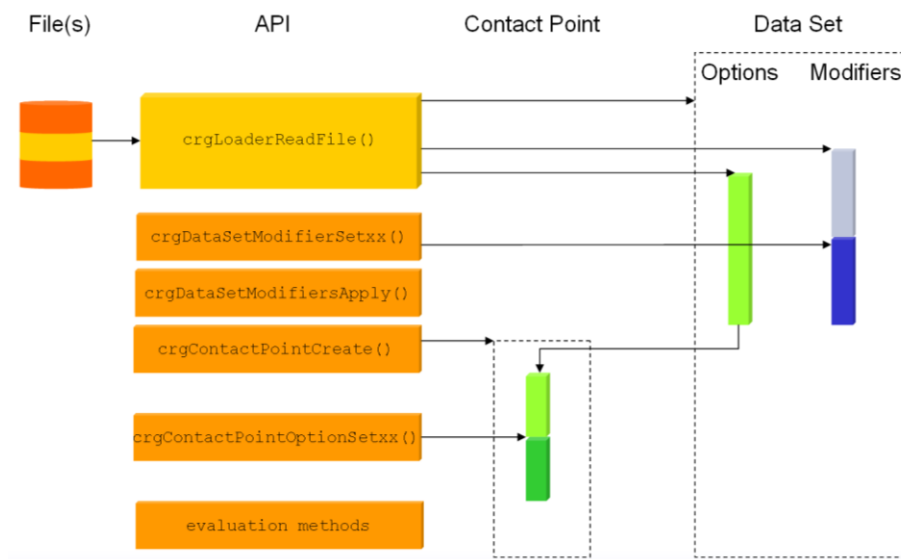 File(s) API Contact Point Data Set
Options Modifiers
crgLoaderReadFile()
crgDataSetModifierSetxx()
crgDataSetModifiersApply()
crgContactPointCreate()
crgContactPointOptionSetxx()
evaluation methods